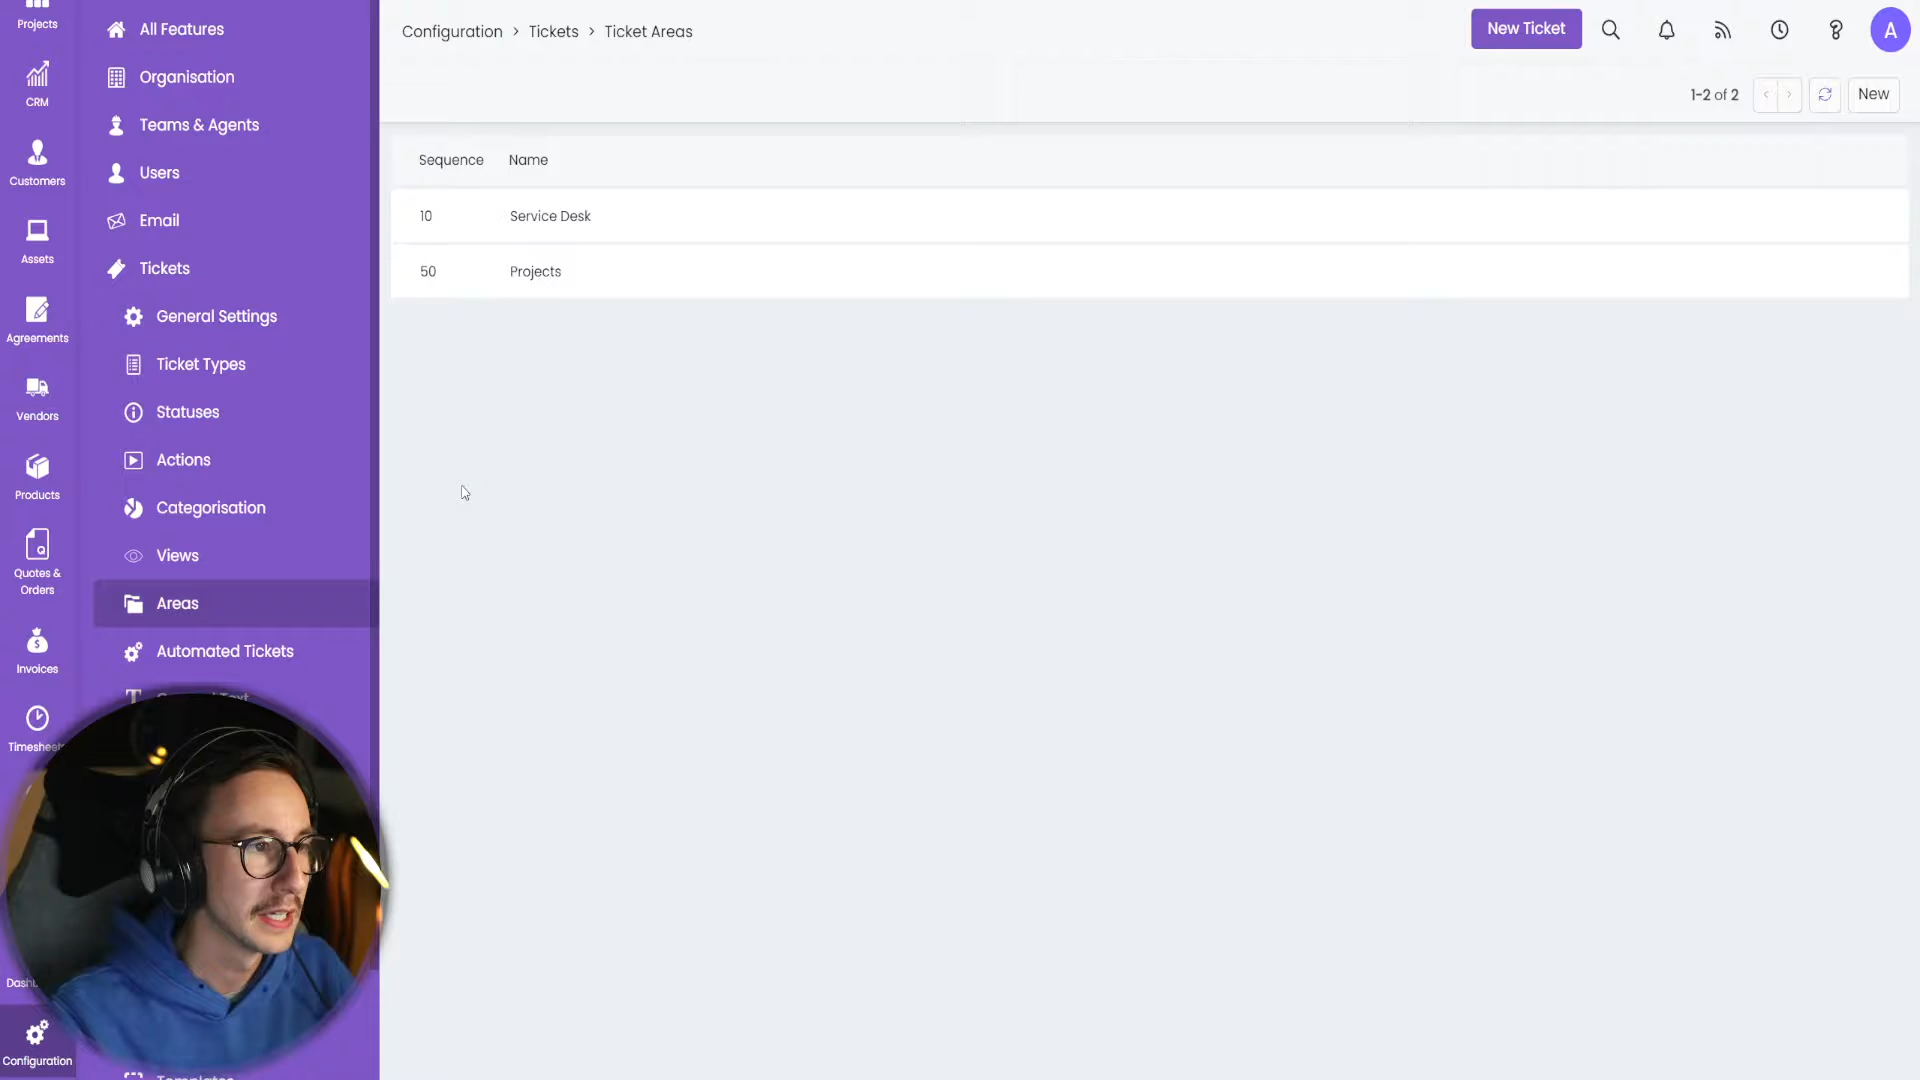 Projects
CRM
Customers
Assets
Agreements
Vendors
Products
Quotes &
Orders
Invoices
Configuration
All Features
Organisation
Teams & Agents
Users
Email
Tickets
General Settings
Ticket Types
Statuses
Actions
Categorisation
Views
Areas
Automated Tickets
Configuration > Tickets > Ticket Areas
New Ticket
A
1-2 of 2
New
Sequence Name
10 Service Desk
50 Projects